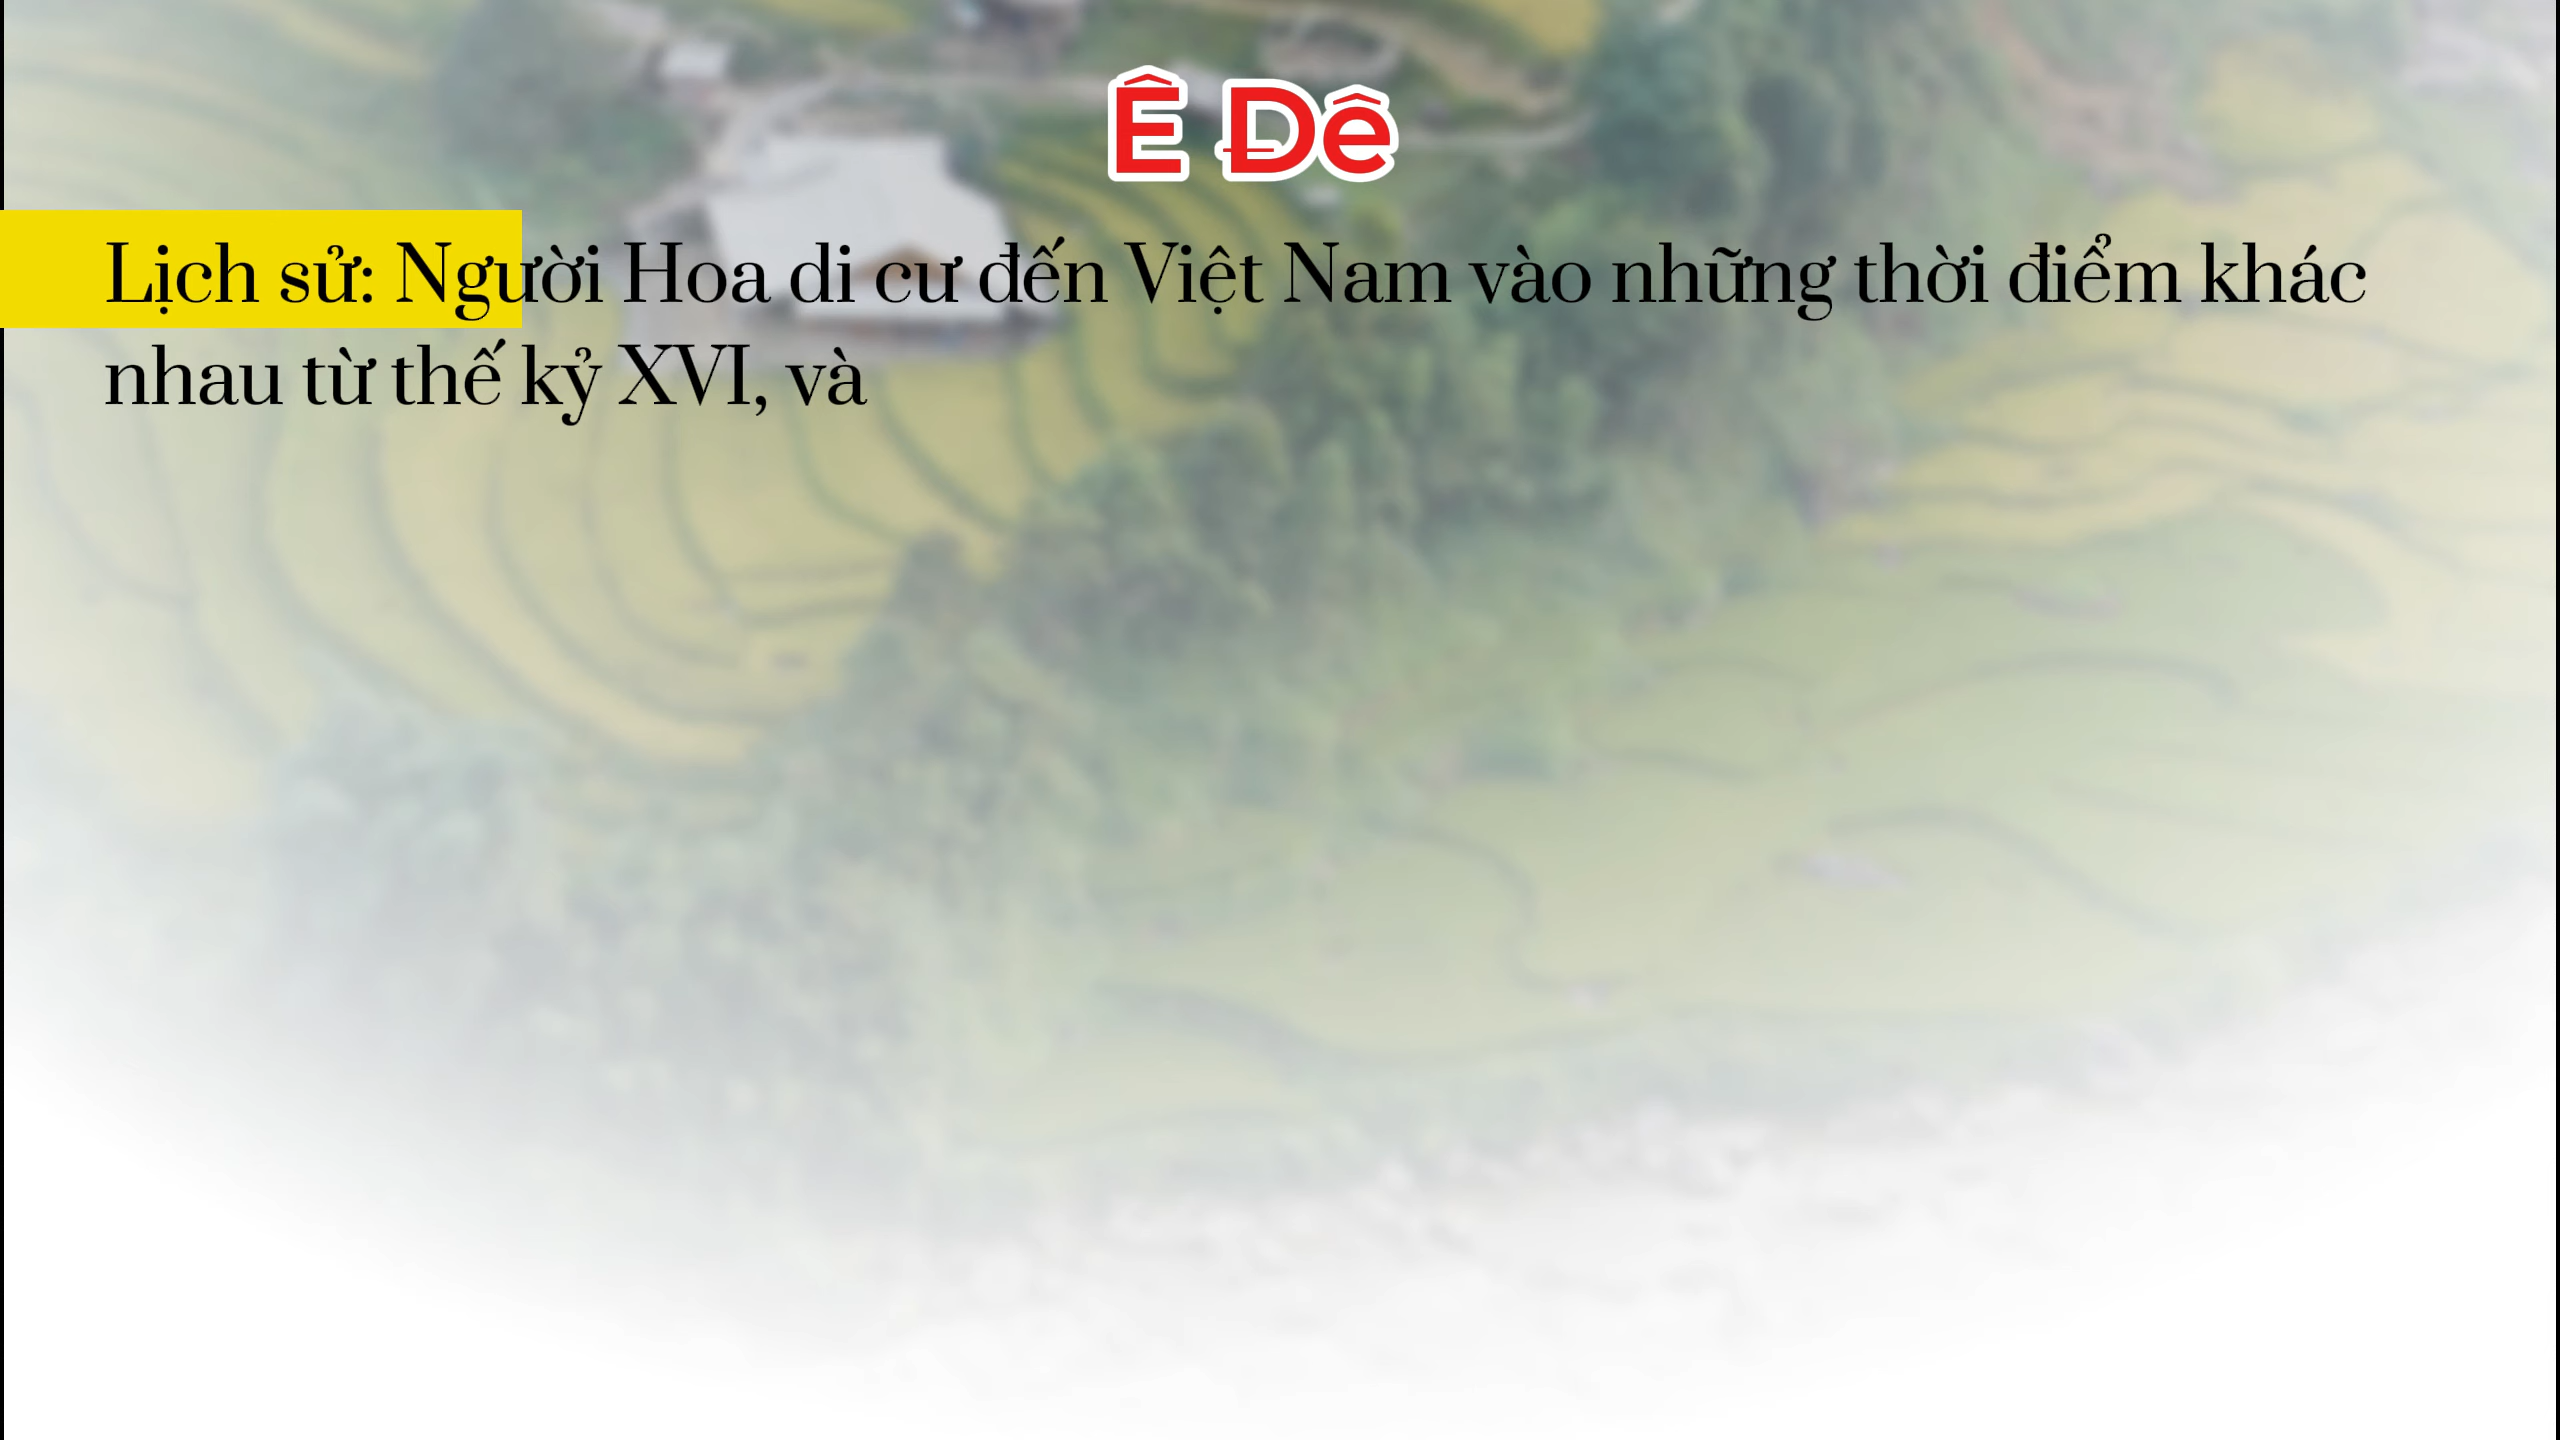 Ê Đê
Lịch sử: Người Hoa di cư đến Việt Nam vào những thời điểm khác
nhau từ thế kỷ XVI, và